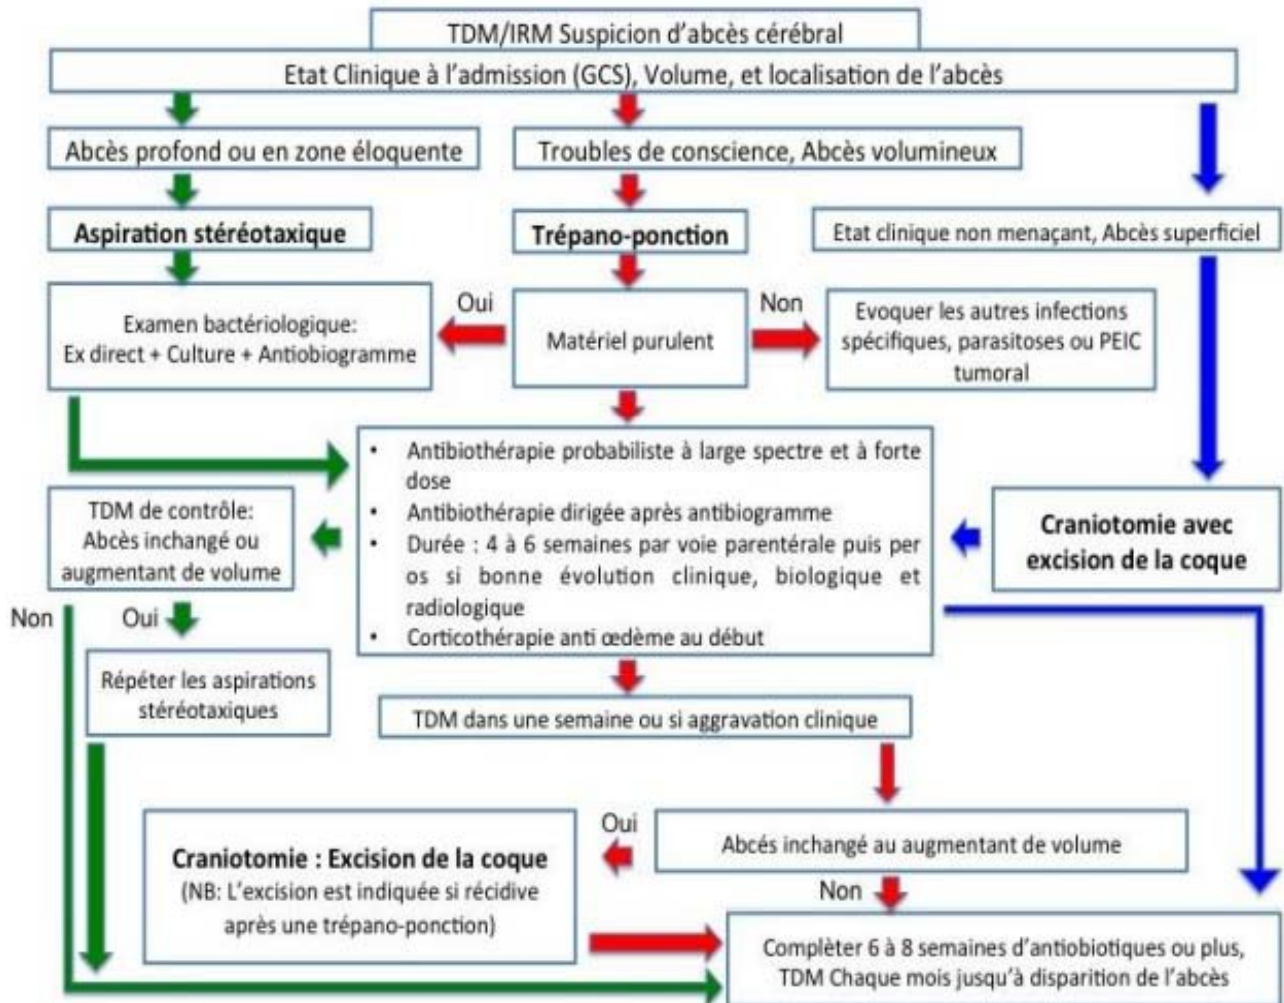 TDM/IRM Suspicion d'abcès cérébral
Etat Clinique à l'admission (GCS), Volume, et localisation de l'abcès
Abcès profond ou en zone éloquente
Troubles de conscience, Abcès volumineux
Aspiration stéréotaxique
Trépano-ponction
Etat clinique non menaçant, Abcès superficiel
Examen bactériologique:
Ex direct + Culture + Antiobiogramme
Oui
Matériel purulent
Non
Evoquer les autres infections
spécifiques, parasitoses ou PEIC
tumoral
• Antibiothérapie probabiliste à large spectre et à forte
dose
• Antibiothérapie dirigée après antibiogramme
• Durée : 4 à 6 semaines par voie parentérale puis per
os si bonne évolution clinique, biologique et
radiologique
• Corticothérapie anti œdème au début
TDM de contrôle:
Abcès inchangé ou
augmentant de volume
Craniotomie avec
excision de la coque
Non
Oui
Répéter les aspirations
stéréotaxiques
TDM dans une semaine ou si aggravation clinique
Abcés inchangé au augmentant de volume
Oui
Non
Craniotomie : Excision de la coque
(NB: L'excision est indiquée si récidive
après une trépano-ponction)
Complèter 6 à 8 semaines d'antiobiotiques ou plus,
TDM Chaque mois jusqu'à disparition de l'abcès